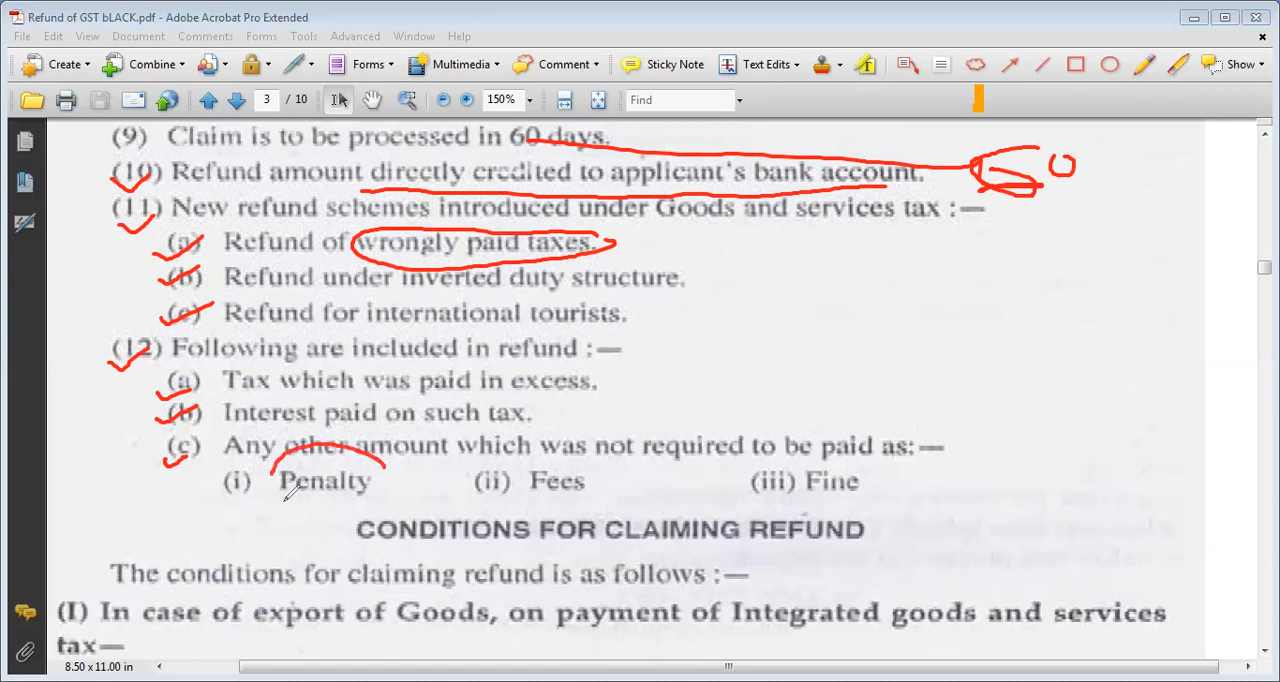 Refund of GST bLACK.pdf - Adobe Acrobat Pro Extended
File Edit View Document Comments Forms Tools Advanced Window Help
Create Combine Forms Multimedia Comment Sticky Note Text Edits Show
3 / 10 150% Find
(9) Claim is to be processed in 60 days.
(10) Refund amount directly credited to applicant's bank account.
(11) New refund schemes introduced under Goods and services tax :—
(a) Refund of wrongly paid taxes.
(b) Refund under inverted duty structure.
(c) Refund for international tourists.
(12) Following are included in refund :—
(a) Tax which was paid in excess.
(b) Interest paid on such tax.
(c) Any other amount which was not required to be paid as:—
(i) Penalty (ii) Fees (iii) Fine
CONDITIONS FOR CLAIMING REFUND
The conditions for claiming refund is as follows :—
(I) In case of export of Goods, on payment of Integrated goods and services
tax—
8.50 x 11.00 in